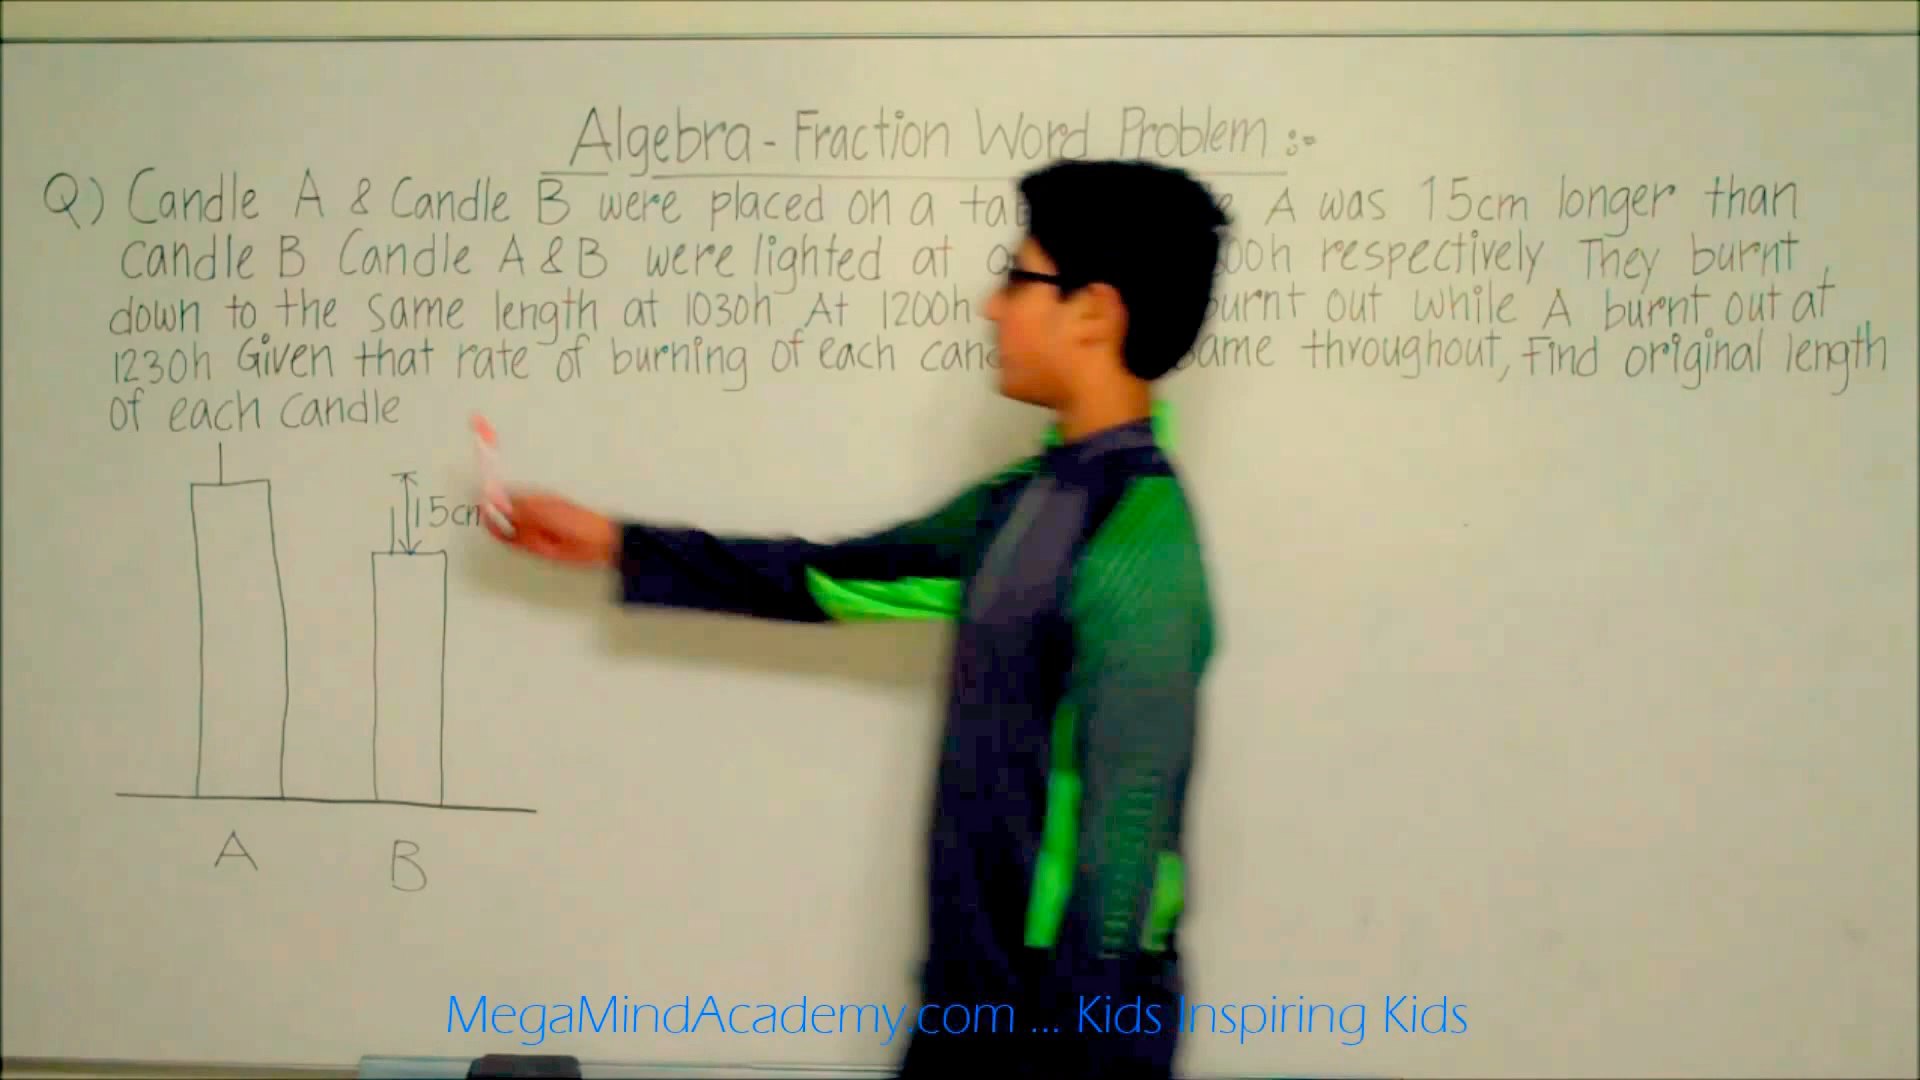 Algebra - Fraction Word Problem :-
Q) Candle A & Candle B were placed on a A was 15cm longer than
Candle B Candle A & B were lighted at respectively They burnt
down to the same length at 1030h At 1200h burnt out while A burnt out at
1230h Given that rate of burning of each throughout, find original length
of each candle
15cm
A
B
MegaMindAcademy.com ... Kids Inspiring Kids